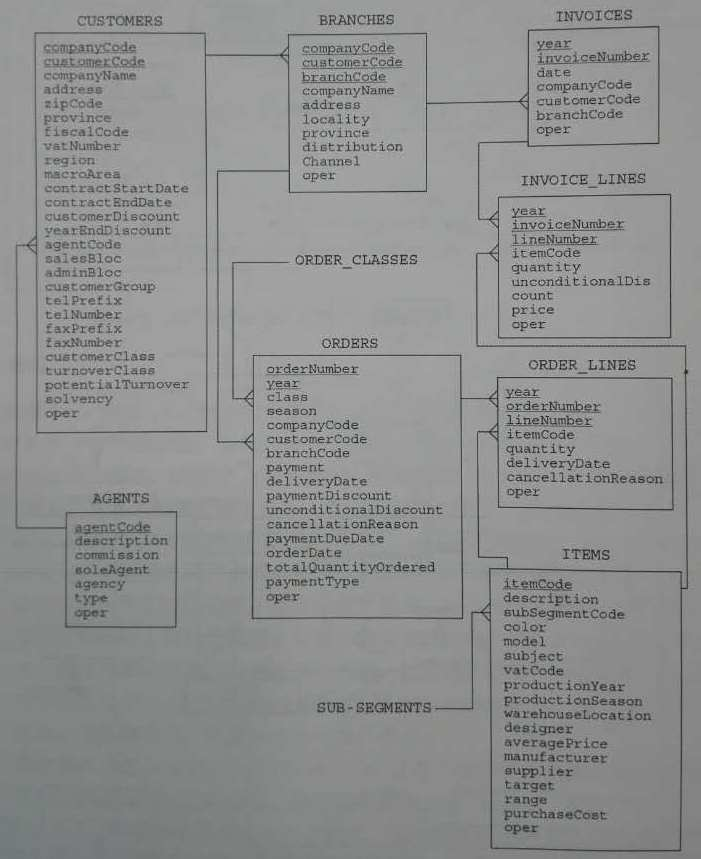 CUSTOMERS
companyCode
customerCode
companyName
address
zipCode
province
fiscalCode
vatNumber
region
macroArea
contractStartDate
contractEndDate
customerDiscount
yearEndDiscount
agentCode
salesBloc
adminBloc
customerGroup
telPrefix
telNumber
faxPrefix
faxNumber
customerClass
turnoverClass
potentialTurnover
solvency
oper
AGENTS
agentCode
description
commission
soleAgent
agency
type
oper
BRANCHES
companyCode
customerCode
branchCode
companyName
address
locality
province
distribution
Channel
oper
ORDER_CLASSES
ORDERS
orderNumber
year
class
season
companyCode
customerCode
branchCode
payment
deliveryDate
paymentDiscount
unconditionalDiscount
cancellationReason
paymentDueDate
orderDate
totalQuantityOrdered
paymentType
oper
SUB-SEGMENTS
INVOICES
year
invoiceNumber
date
companyCode
customerCode
branchCode
oper
INVOICE_LINES
year
invoiceNumber
lineNumber
itemCode
quantity
unconditionalDis
count
price
oper
ORDER_LINES
year
orderNumber
lineNumber
itemCode
quantity
deliveryDate
cancellationReason
oper
ITEMS
itemCode
description
subSegmentCode
color
model
subject
vatCode
productionYear
productionSeason
warehouseLocation
designer
averagePrice
manufacturer
supplier
target
range
purchaseCost
oper